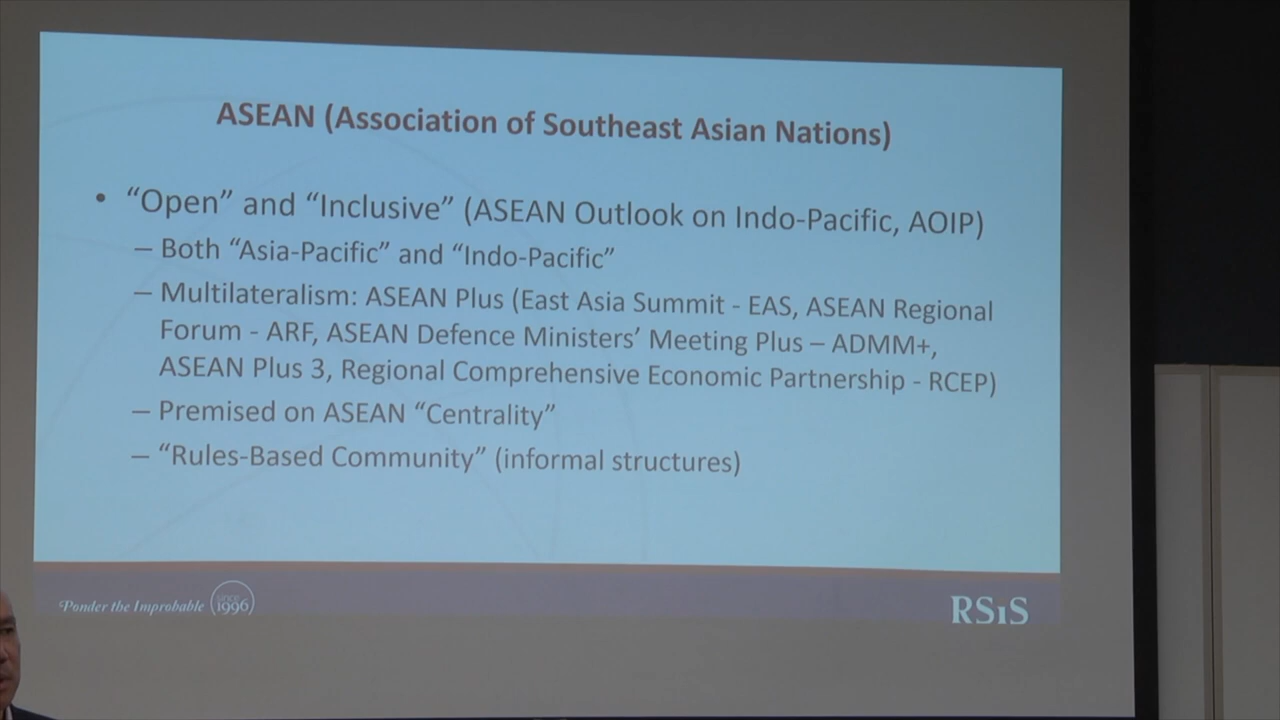 ASEAN (Association of Southeast Asian Nations)
• “Open” and “Inclusive” (ASEAN Outlook on Indo-Pacific, AOIP)
– Both “Asia-Pacific” and “Indo-Pacific”
– Multilateralism: ASEAN Plus (East Asia Summit - EAS, ASEAN Regional
Forum - ARF, ASEAN Defence Ministers’ Meeting Plus – ADMM+,
ASEAN Plus 3, Regional Comprehensive Economic Partnership - RCEP)
– Premised on ASEAN “Centrality”
– “Rules-Based Community” (informal structures)
Ponder the Improbable
since
1996
RSiS